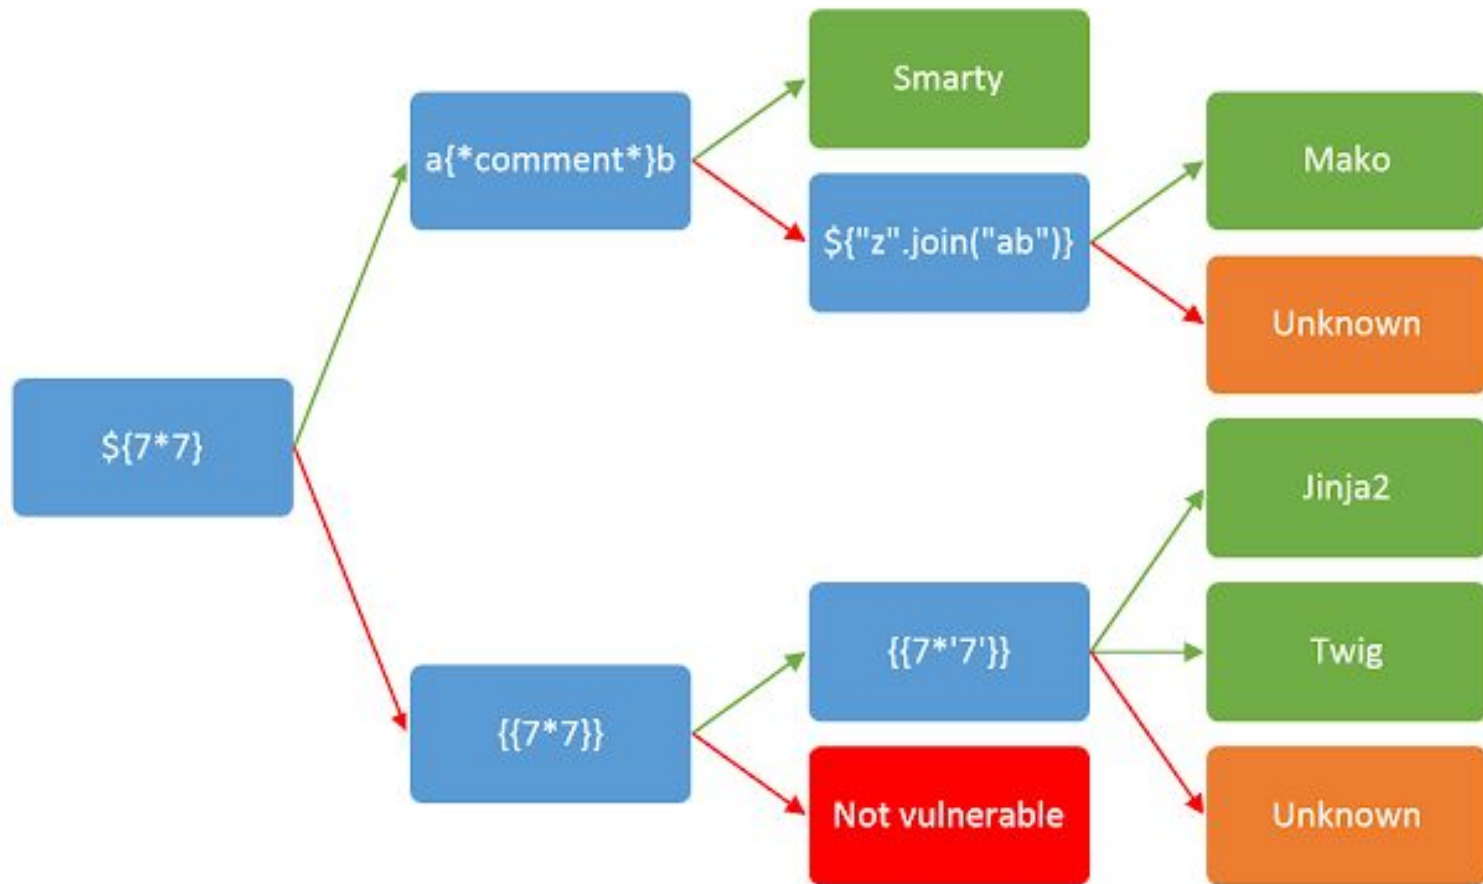 ${7*7}
a{*comment*}b
{{7*7}}
Smarty
${"z".join("ab")}
{{7*'7'}}
Not vulnerable
Mako
Unknown
Jinja2
Twig
Unknown